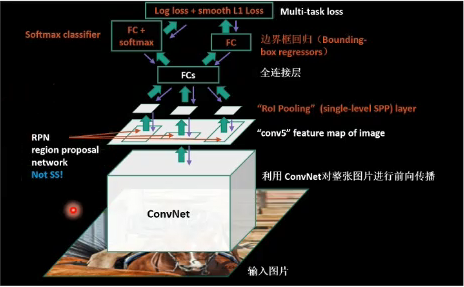 Log loss + smooth L1 Loss
Multi-task loss
Softmax classifier
FC +
softmax
FC
边界框回归（Bounding-
box regressors）
FCs
全连接层
"RoI Pooling" (single-level SPP) layer
RPN
region proposal
network
Not SS!
"conv5" feature map of image
利用 ConvNet对整张图片进行前向传播
ConvNet
输入图片